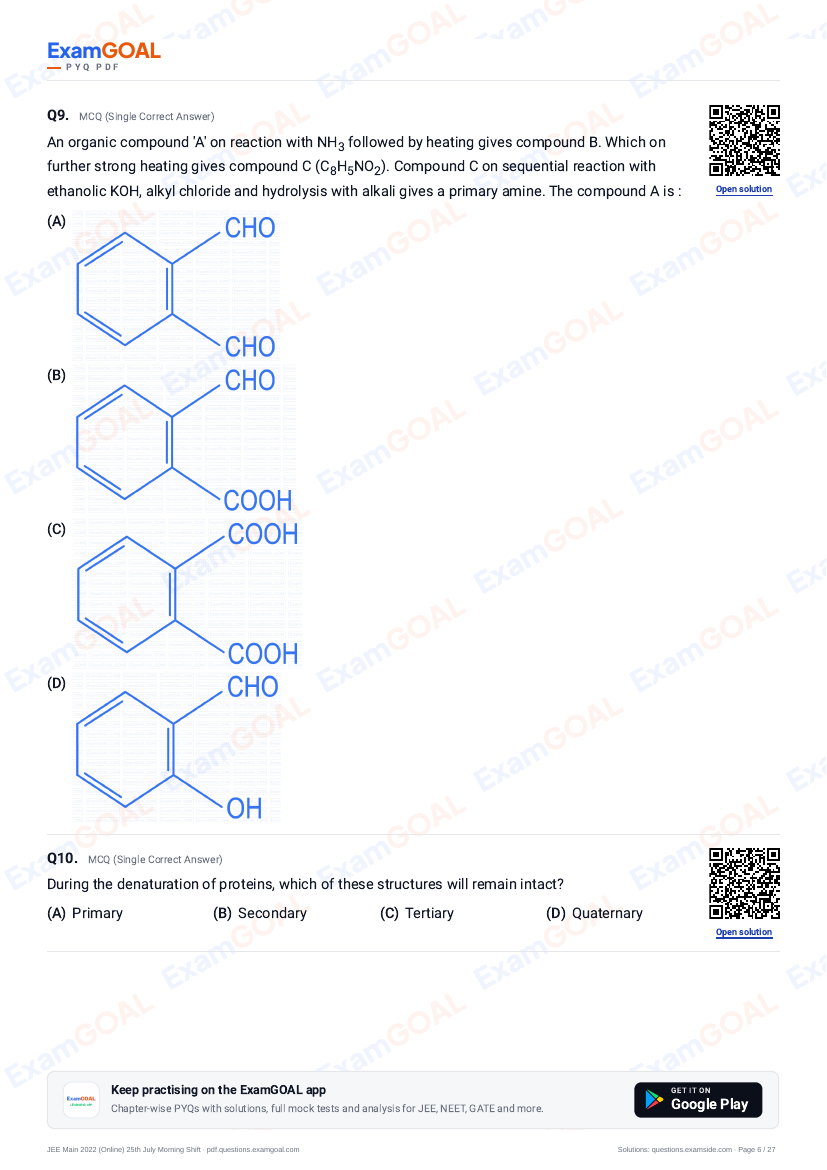 ExamGOAL
PYQ PDF
Q9. MCQ (Single Correct Answer)
An organic compound 'A' on reaction with NH3 followed by heating gives compound B. Which on
further strong heating gives compound C (C8H5NO2). Compound C on sequential reaction with
ethanolic KOH, alkyl chloride and hydrolysis with alkali gives a primary amine. The compound A is :
Open solution
(A)
CHO
CHO
(B)
CHO
COOH
(C)
COOH
COOH
(D)
CHO
OH
Q10. MCQ (Single Correct Answer)
During the denaturation of proteins, which of these structures will remain intact?
(A) Primary (B) Secondary (C) Tertiary (D) Quaternary
Open solution
Keep practising on the ExamGOAL app
Chapter-wise PYQs with solutions, full mock tests and analysis for JEE, NEET, GATE and more.
GET IT ON
Google Play
JEE Main 2022 (Online) 25th July Morning Shift · pdf.questions.examgoal.com Solutions: questions.examside.com · Page 6 / 27